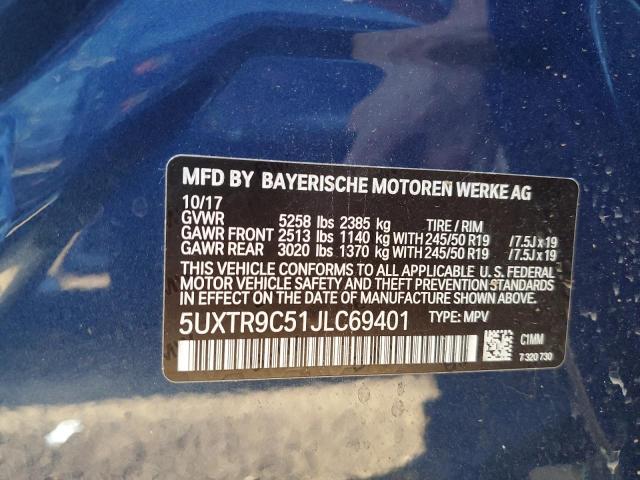 MFD BY BAYERISCHE MOTOREN WERKE AG
10/17
GVWR 5258 lbs 2385 kg TIRE / RIM
GAWR FRONT 2513 lbs 1140 kg WITH 245/50 R19 /7.5J x 19
GAWR REAR 3020 lbs 1370 kg WITH 245/50 R19 /7.5J x 19
THIS VEHICLE CONFORMS TO ALL APPLICABLE U. S. FEDERAL
MOTOR VEHICLE SAFETY AND THEFT PREVENTION STANDARDS
IN EFFECT ON THE DATE OF MANUFACTURE SHOWN ABOVE.
5UXTR9C51JLC69401 TYPE: MPV
C1MM
7 320 730